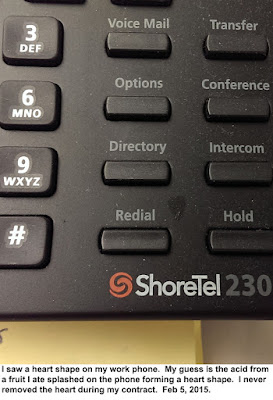 Voice Mail Transfer
3
DEF
Options Conference
6
MNO
Directory Intercom
9
WXYZ
Redial Hold
#
ShoreTel 230
I saw a heart shape on my work phone. My guess is the acid from
a fruit I ate splashed on the phone forming a heart shape. I never
removed the heart during my contract. Feb 5, 2015.